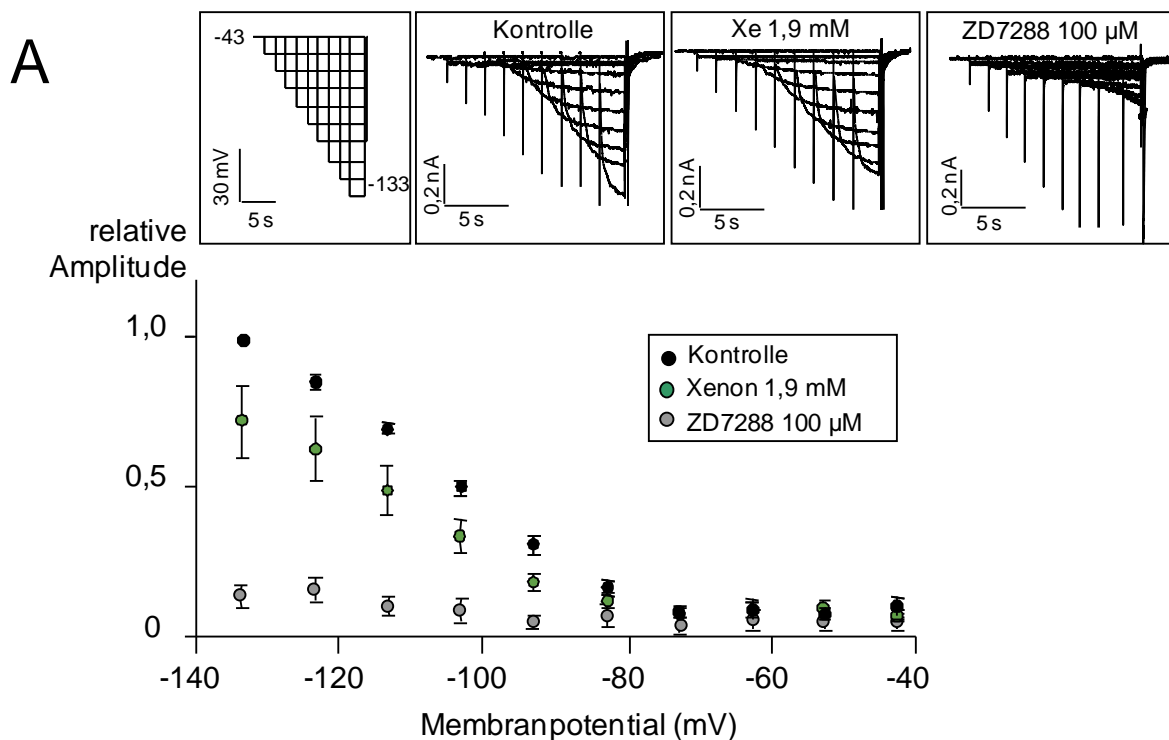 A
-43
-133
30 mV
5 s
Kontrolle
0,2 nA
5 s
Xe 1,9 mM
0,2 nA
5 s
ZD7288 100 µM
0,2 nA
5 s
relative
Amplitude
1,0
0,5
0
Kontrolle
Xenon 1,9 mM
ZD7288 100 µM
-140
-120
-100
-80
-60
-40
Membranpotential (mV)